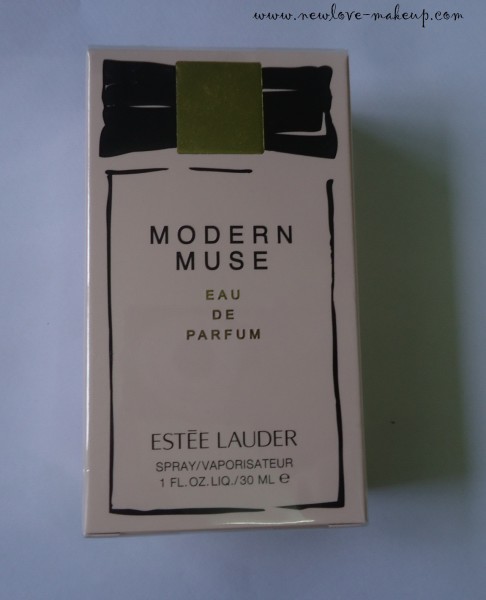 www.newlove-makeup.com
MODERN
MUSE
EAU
DE
PARFUM
ESTĒE LAUDER
SPRAY/VAPORISATEUR
1 FL.OZ.LIQ./30 ML ℮